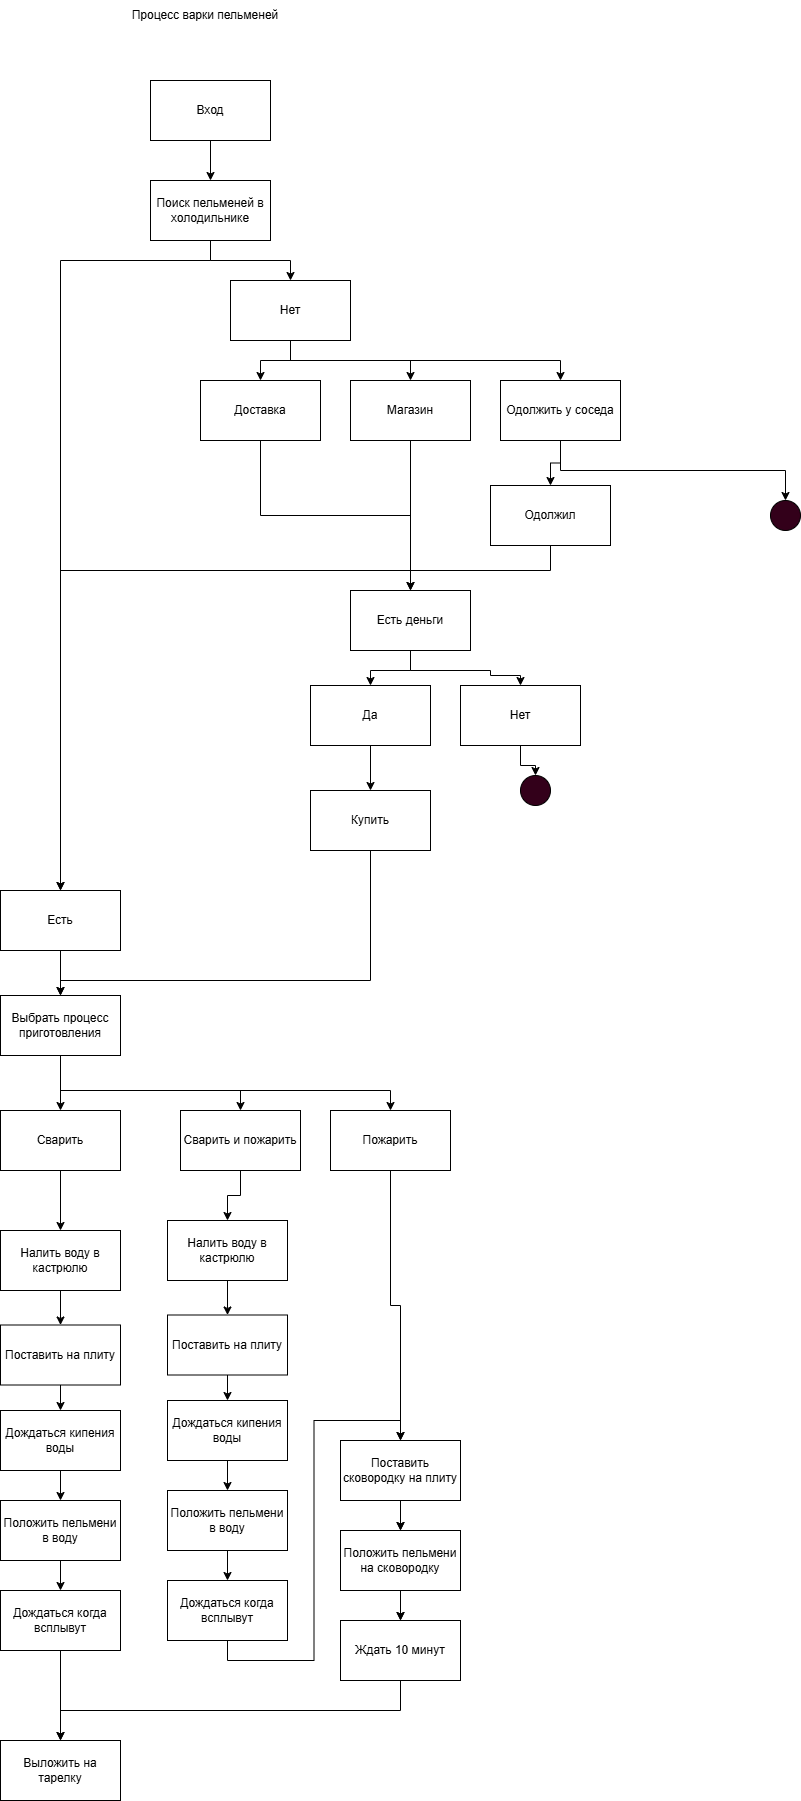 Процесс варки пельменей
Вход
Поиск пельменей в
холодильнике
Нет
Доставка
Магазин
Одолжить у соседа
Одолжил
Есть деньги
Да
Нет
Купить
Есть
Выбрать процесс
приготовления
Сварить
Сварить и пожарить
Пожарить
Налить воду в
кастрюлю
Поставить на плиту
Дождаться кипения
воды
Положить пельмени
в воду
Дождаться когда
всплывут
Налить воду в
кастрюлю
Поставить на плиту
Дождаться кипения
воды
Положить пельмени
в воду
Дождаться когда
всплывут
Поставить
сковородку на плиту
Положить пельмени
на сковородку
Ждать 10 минут
Выложить на
тарелку